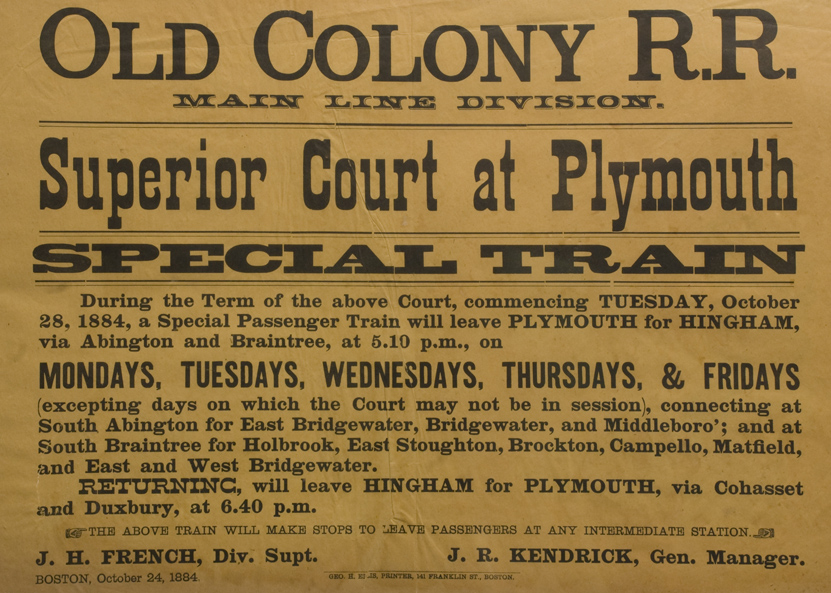 OLD COLONY R.R.
MAIN LINE DIVISION.
Superior Court at Plymouth
SPECIAL TRAIN
During the Term of the above Court, commencing TUESDAY, October
28, 1884, a Special Passenger Train will leave PLYMOUTH for HINGHAM,
via Abington and Braintree, at 5.10 p.m., on
MONDAYS, TUESDAYS, WEDNESDAYS, THURSDAYS, & FRIDAYS
(excepting days on which the Court may not be in session), connecting at
South Abington for East Bridgewater, Bridgewater, and Middleboro'; and at
South Braintree for Holbrook, East Stoughton, Brockton, Campello, Matfield,
and East and West Bridgewater.
RETURNING, will leave HINGHAM for PLYMOUTH, via Cohasset
and Duxbury, at 6.40 p.m.
THE ABOVE TRAIN WILL MAKE STOPS TO LEAVE PASSENGERS AT ANY INTERMEDIATE STATION.
J. H. FRENCH, Div. Supt. J. R. KENDRICK, Gen. Manager.
BOSTON, October 24, 1884. GEO. H. ELLIS, PRINTER, 141 FRANKLIN ST., BOSTON.